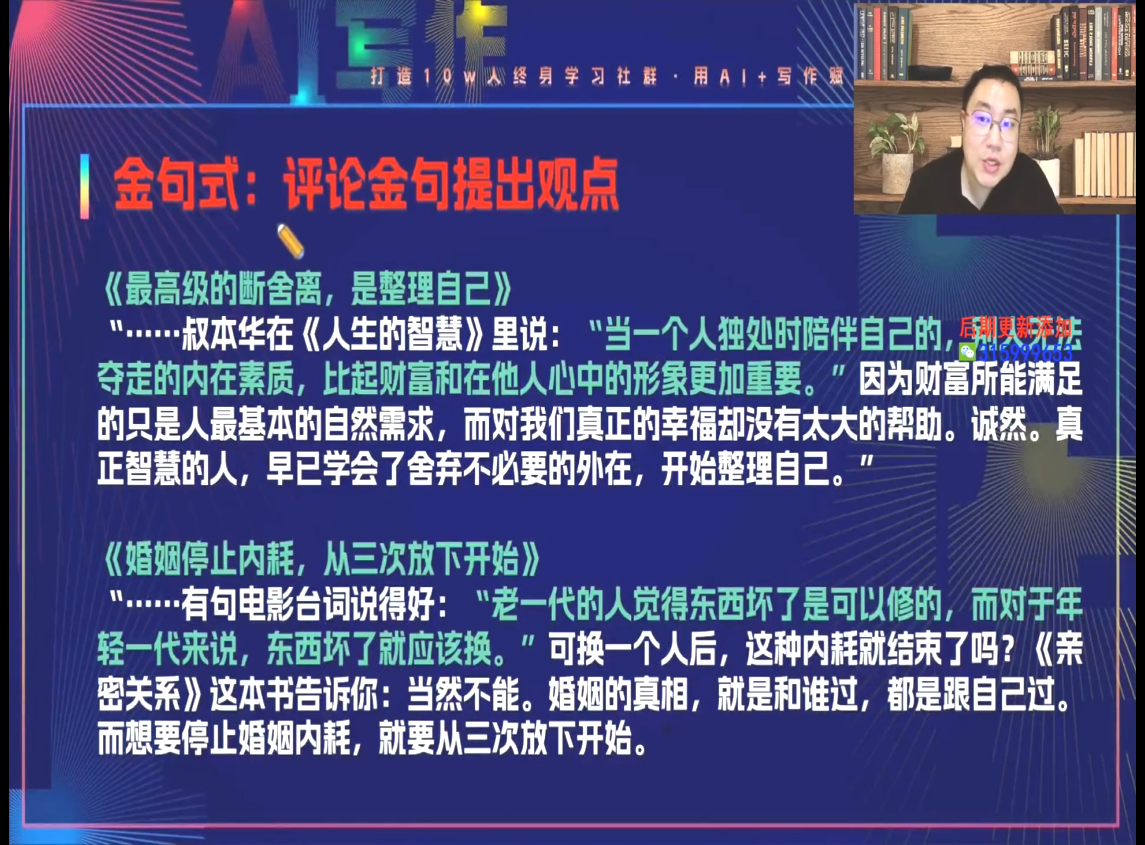 AI写作
打造10w人终身学习社群·用AI+写作赋
金句式：评论金句提出观点
《最高级的断舍离，是整理自己》
“……叔本华在《人生的智慧》里说：“当一个人独处时陪伴自己的，
后期更新添加
315999653
夺走的内在素质，比起财富和在他人心中的形象更加重要。”因为财富所能满足
的只是人最基本的自然需求，而对我们真正的幸福却没有太大的帮助。诚然。真
正智慧的人，早已学会了舍弃不必要的外在，开始整理自己。”
《婚姻停止内耗，从三次放下开始》
“……有句电影台词说得好：“老一代的人觉得东西坏了是可以修的，而对于年
轻一代来说，东西坏了就应该换。”可换一个人后，这种内耗就结束了吗？《亲
密关系》这本书告诉你：当然不能。婚姻的真相，就是和谁过，都是跟自己过。
而想要停止婚姻内耗，就要从三次放下开始。